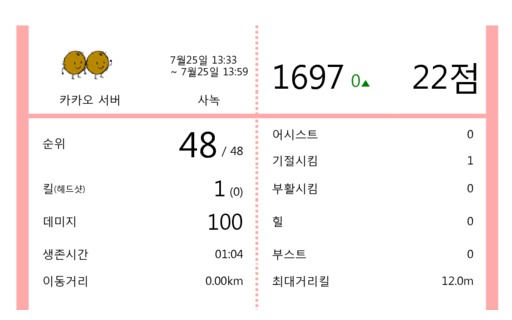 7월25일 13:33
~ 7월25일 13:59
카카오 서버
사녹
1697 0▲
22점
순위
48 / 48
킬(헤드샷)
1 (0)
데미지
100
생존시간
01:04
이동거리
0.00km
어시스트
0
기절시킴
1
부활시킴
0
힐
0
부스트
0
최대거리킬
12.0m